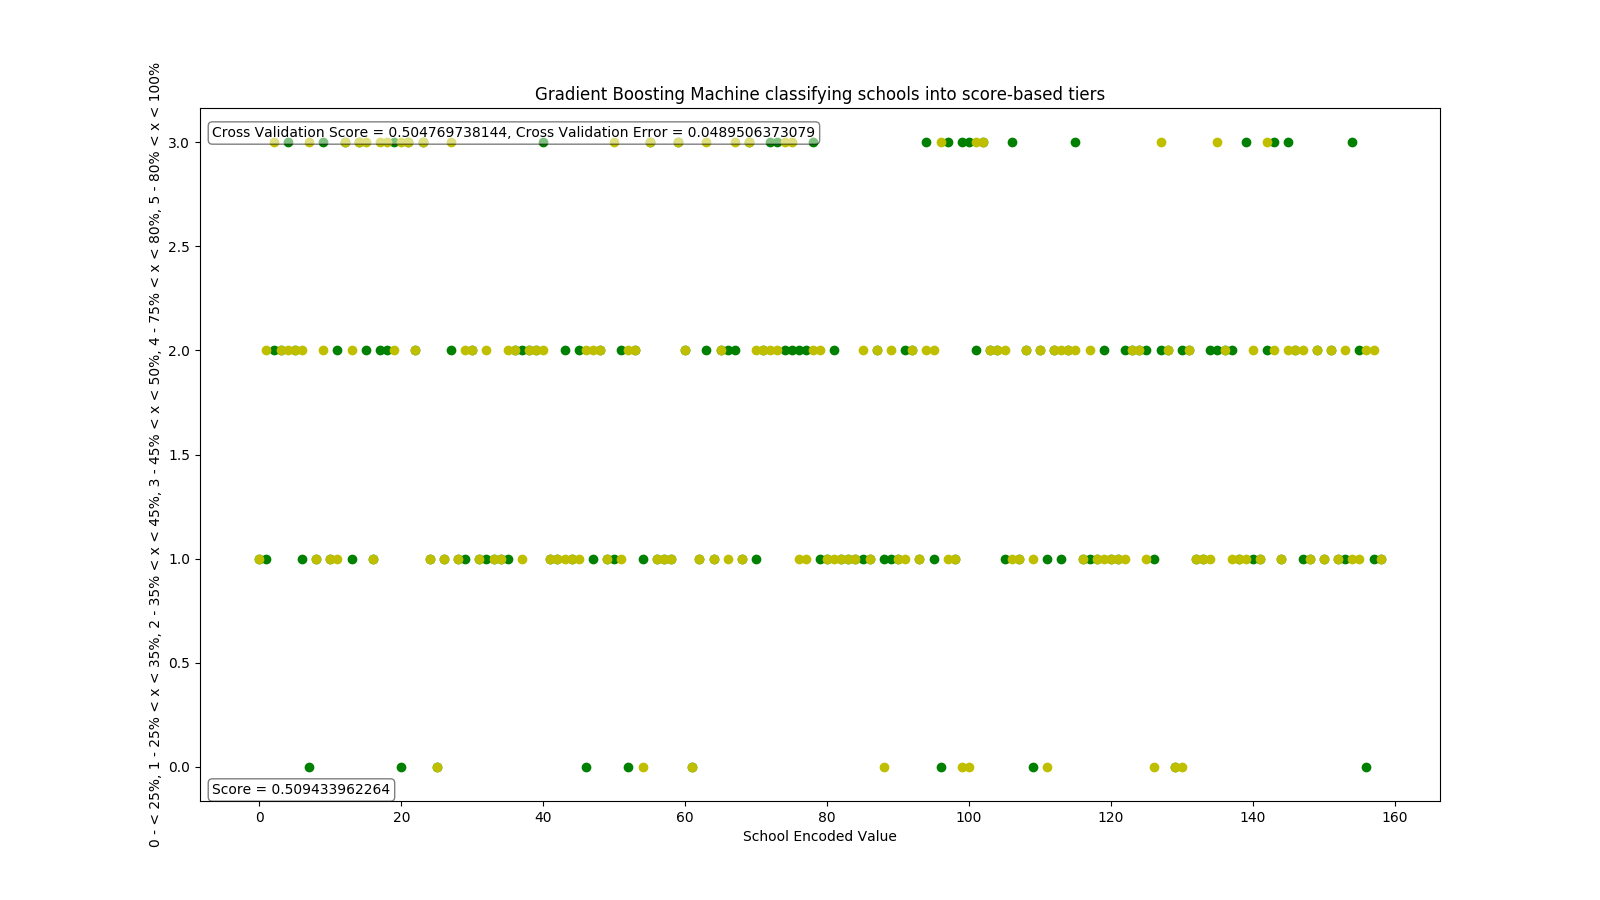 Gradient Boosting Machine classifying schools into score-based tiers
Cross Validation Score = 0.504769738144, Cross Validation Error = 0.0489506373079
0 - < 25%, 1 - 25% < x < 35%, 2 - 35% < x < 45%, 3 - 45% < x < 50%, 4 - 75% < x < 80%, 5 - 80% < x < 100%
3.0
2.5
2.0
1.5
1.0
0.5
0.0
Score = 0.509433962264
0 20 40 60 80 100 120 140 160
School Encoded Value